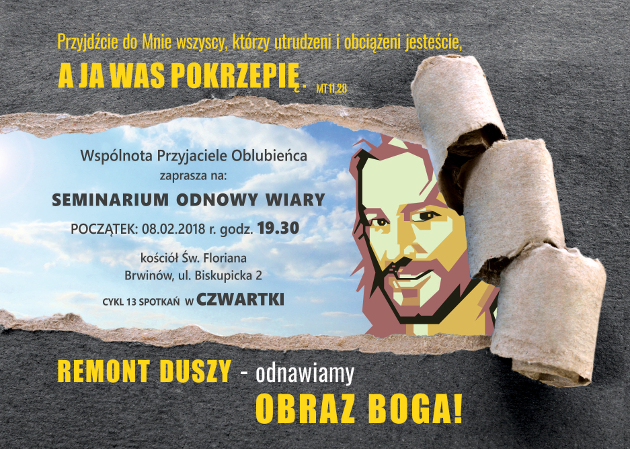 Przyjdźcie do Mnie wszyscy, którzy utrudzeni i obciążeni jesteście,
A JA WAS POKRZEPIĘ. MT 11,28
Wspólnota Przyjaciele Oblubieńca
zaprasza na:
SEMINARIUM ODNOWY WIARY
POCZĄTEK: 08.02.2018 r. godz. 19.30
kościół Św. Floriana
Brwinów, ul. Biskupicka 2
CYKL 13 SPOTKAŃ W CZWARTKI
REMONT DUSZY - odnawiamy
OBRAZ BOGA!